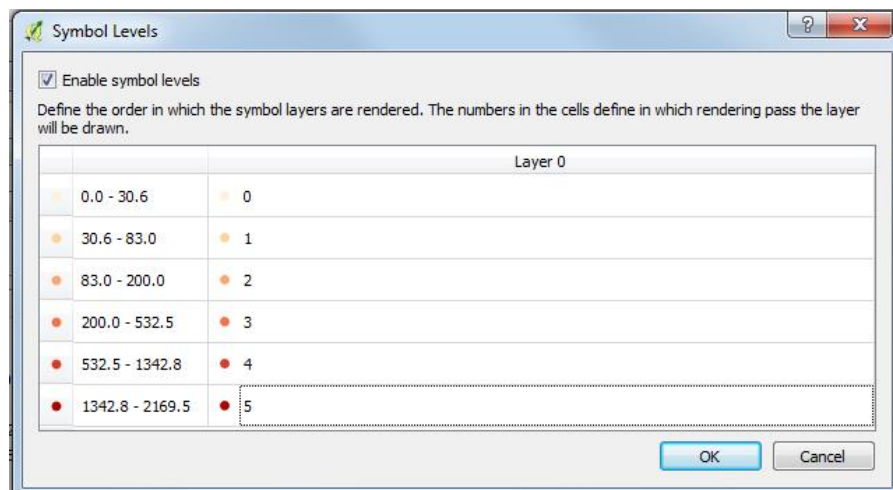 Symbol Levels
Enable symbol levels
Define the order in which the symbol layers are rendered. The numbers in the cells define in which rendering pass the layer
will be drawn.
Layer 0
0.0 - 30.6 0
30.6 - 83.0 1
83.0 - 200.0 2
200.0 - 532.5 3
532.5 - 1342.8 4
1342.8 - 2169.5 5
OK Cancel